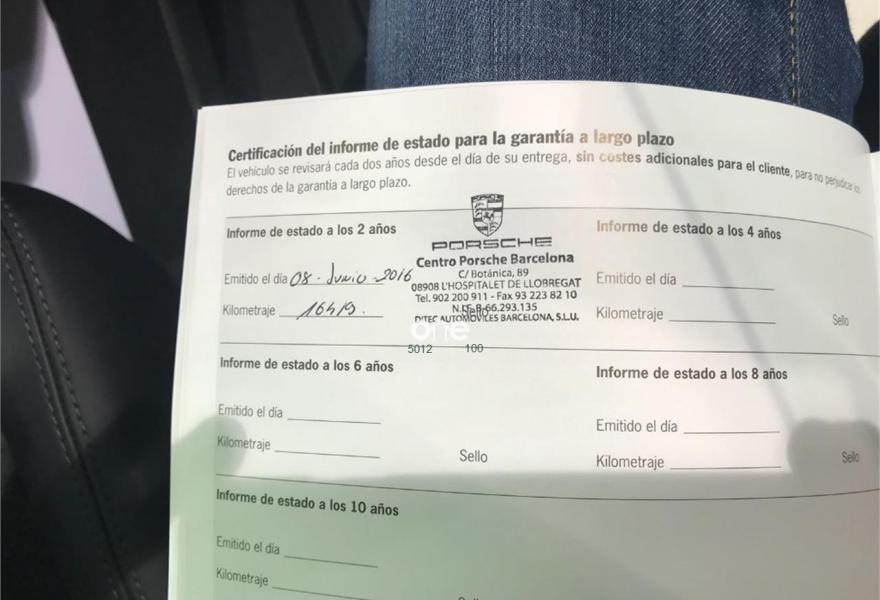 Certificación del informe de estado para la garantía a largo plazo
El vehículo se revisará cada dos años desde el día de su entrega, sin costes adicionales para el cliente, para no perjudicar los
derechos de la garantía a largo plazo.
Informe de estado a los 2 años
Emitido el día 08 - Junio - 2016
Kilometraje 16419.
PORSCHE
Centro Porsche Barcelona
C/ Botánica, 89
08908 L'HOSPITALET DE LLOBREGAT
Tel. 902 200 911 - Fax 93 223 82 10
N.I.F. B-66.293.135
Sello
DITEC AUTOMÓVILES BARCELONA, S.L.U.
one
5012 100
Informe de estado a los 4 años
Emitido el día
Kilometraje
Sello
Informe de estado a los 6 años
Emitido el día
Kilometraje
Sello
Informe de estado a los 8 años
Emitido el día
Kilometraje
Sello
Informe de estado a los 10 años
Emitido el día
Kilometraje